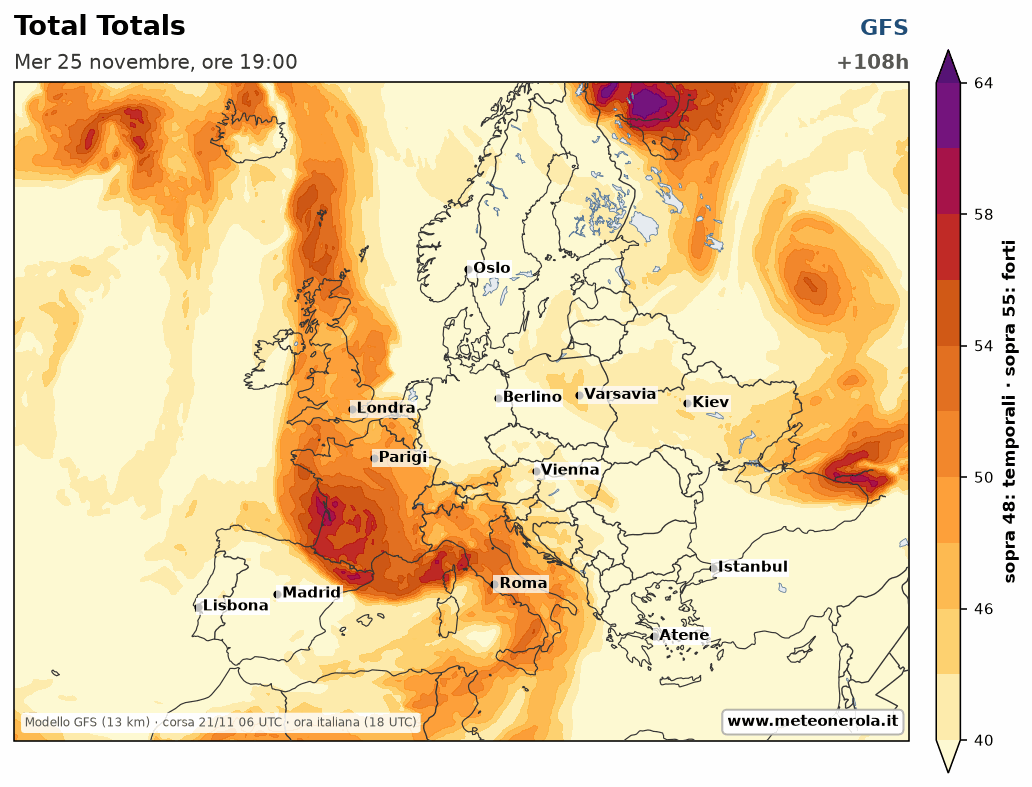 Total Totals
GFS
Mer 25 novembre, ore 19:00
+108h
Oslo
Londra
Berlino
Varsavia
Kiev
Parigi
Vienna
Istanbul
Roma
Madrid
Lisbona
Atene
Modello GFS (13 km) · corsa 21/11 06 UTC · ora italiana (18 UTC)
www.meteonerola.it
64
58
54
50
46
40
sopra 48: temporali · sopra 55: forti